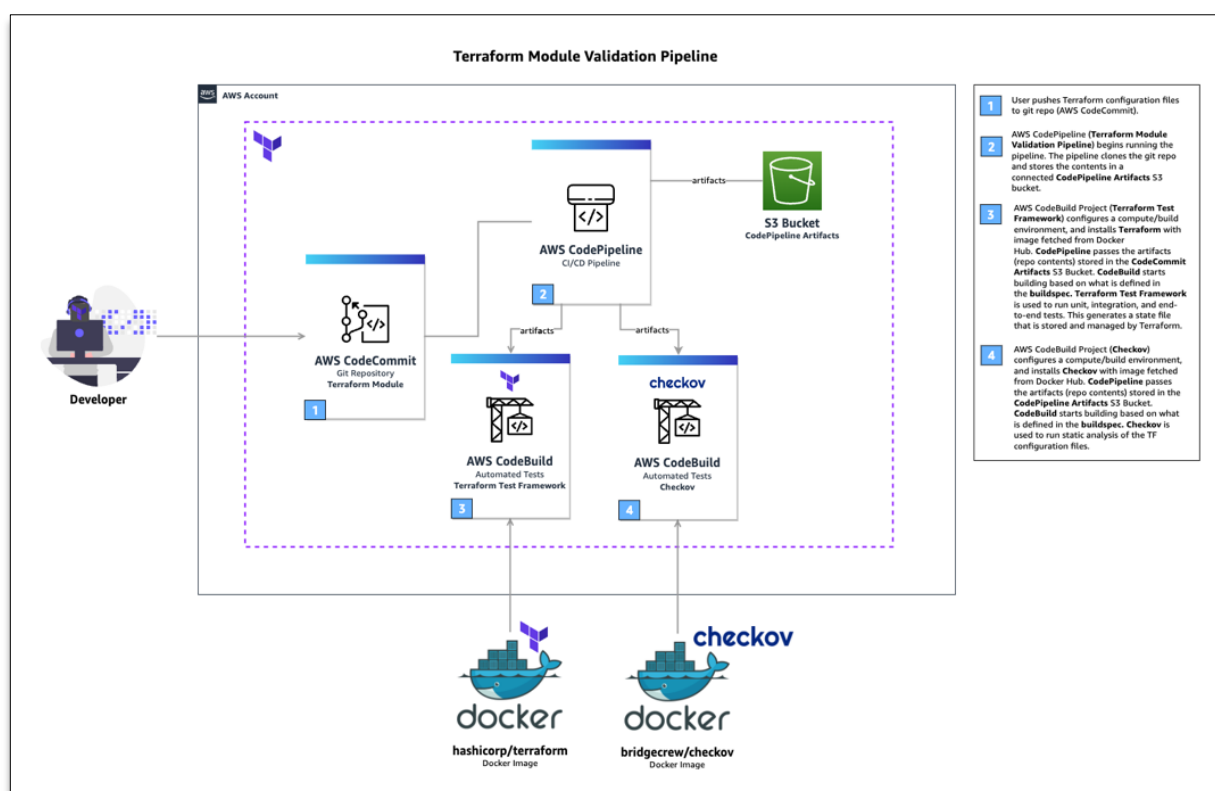 Terraform Module Validation Pipeline
aws
AWS Account
artifacts
S3 Bucket
CodePipeline Artifacts
</>
AWS CodePipeline
CI/CD Pipeline
2
</>
AWS CodeCommit
Git Repository
Terraform Module
1
Developer
artifacts
artifacts
</>
AWS CodeBuild
Automated Tests
Terraform Test Framework
3
checkov
</>
AWS CodeBuild
Automated Tests
Checkov
4
docker
hashicorp/terraform
Docker Image
checkov
docker
bridgecrew/checkov
Docker Image
1
User pushes Terraform configuration files
to git repo (AWS CodeCommit).
2
AWS CodePipeline (Terraform Module
Validation Pipeline) begins running the
pipeline. The pipeline clones the git repo
and stores the contents in a
connected CodePipeline Artifacts S3
bucket.
3
AWS CodeBuild Project (Terraform Test
Framework) configures a compute/build
environment, and installs Terraform with
image fetched from Docker
Hub. CodePipeline passes the artifacts
(repo contents) stored in the CodeCommit
Artifacts S3 Bucket. CodeBuild starts
building based on what is defined in
the buildspec. Terraform Test Framework
is used to run unit, integration, and end-
to-end tests. This generates a state file
that is stored and managed by Terraform.
4
AWS CodeBuild Project (Checkov)
configures a compute/build environment,
and installs Checkov with image fetched
from Docker Hub. CodePipeline passes
the artifacts (repo contents) stored in the
CodePipeline Artifacts S3 Bucket.
CodeBuild starts building based on what
is defined in the buildspec. Checkov is
used to run static analysis of the TF
configuration files.